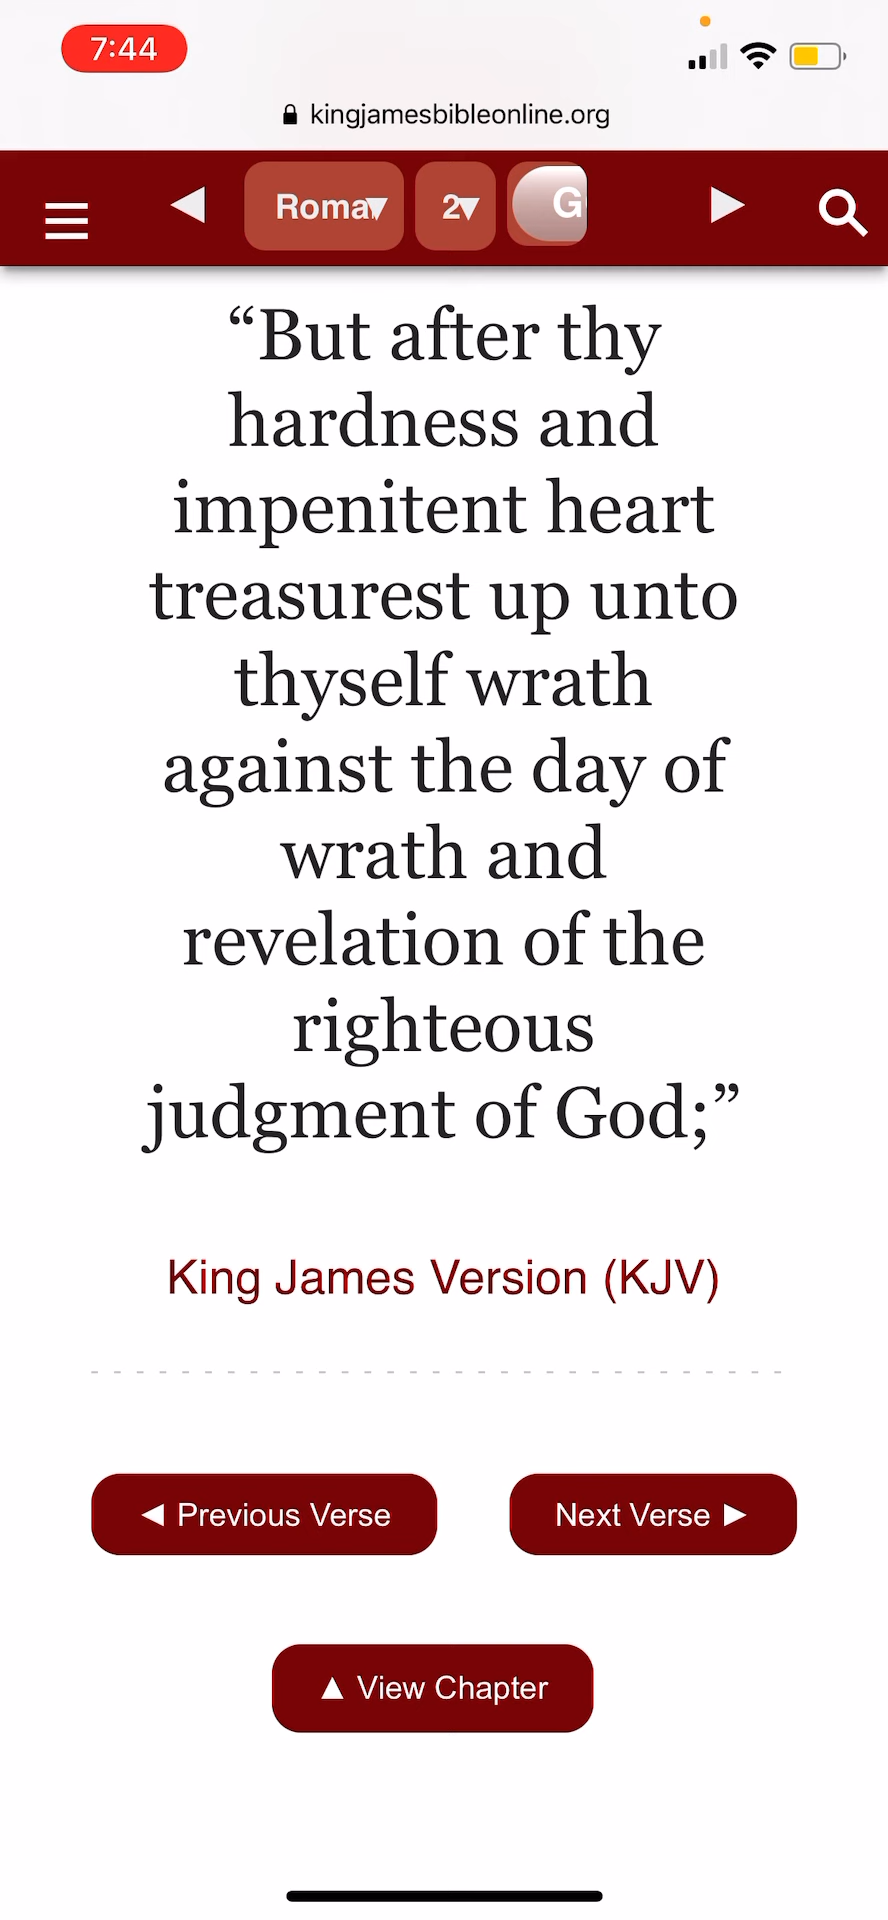 7:44
kingjamesbibleonline.org
Roma 2 G
“But after thy
hardness and
impenitent heart
treasurest up unto
thyself wrath
against the day of
wrath and
revelation of the
righteous
judgment of God;”
King James Version (KJV)
◄ Previous Verse
Next Verse ►
▲ View Chapter